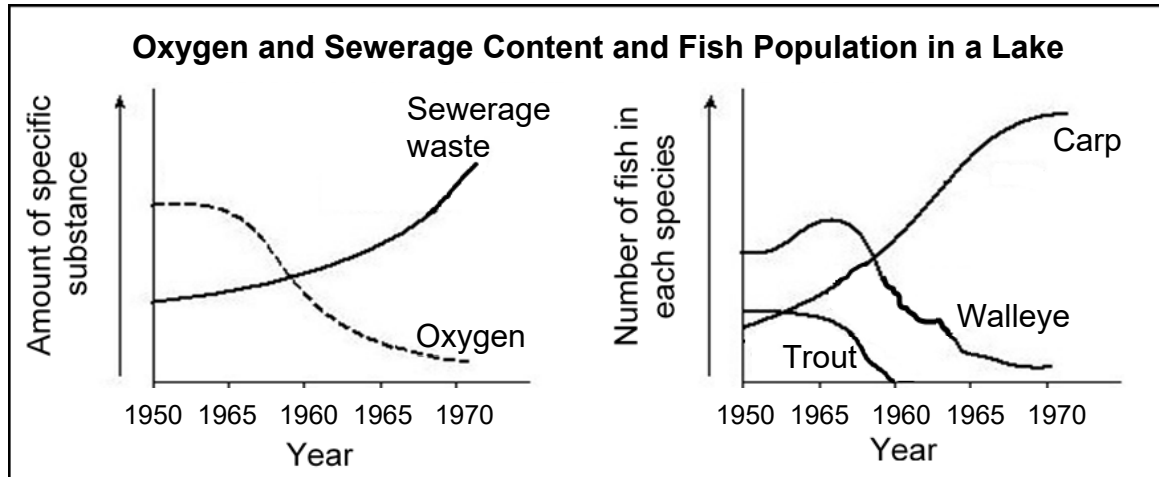 Oxygen and Sewerage Content and Fish Population in a Lake
Amount of specific
substance
Sewerage
waste
Oxygen
1950 1965 1960 1965 1970
Year
Number of fish in
each species
Carp
Walleye
Trout
1950 1965 1960 1965 1970
Year